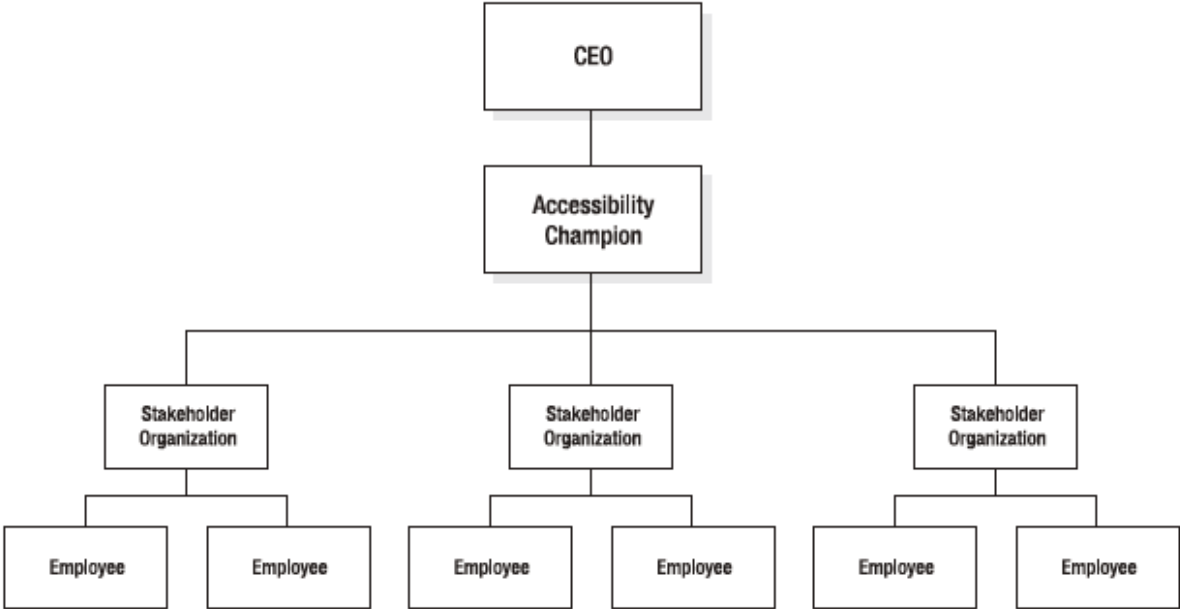 CEO
Accessibility
Champion
Stakeholder
Organization
Stakeholder
Organization
Stakeholder
Organization
Employee
Employee
Employee
Employee
Employee
Employee